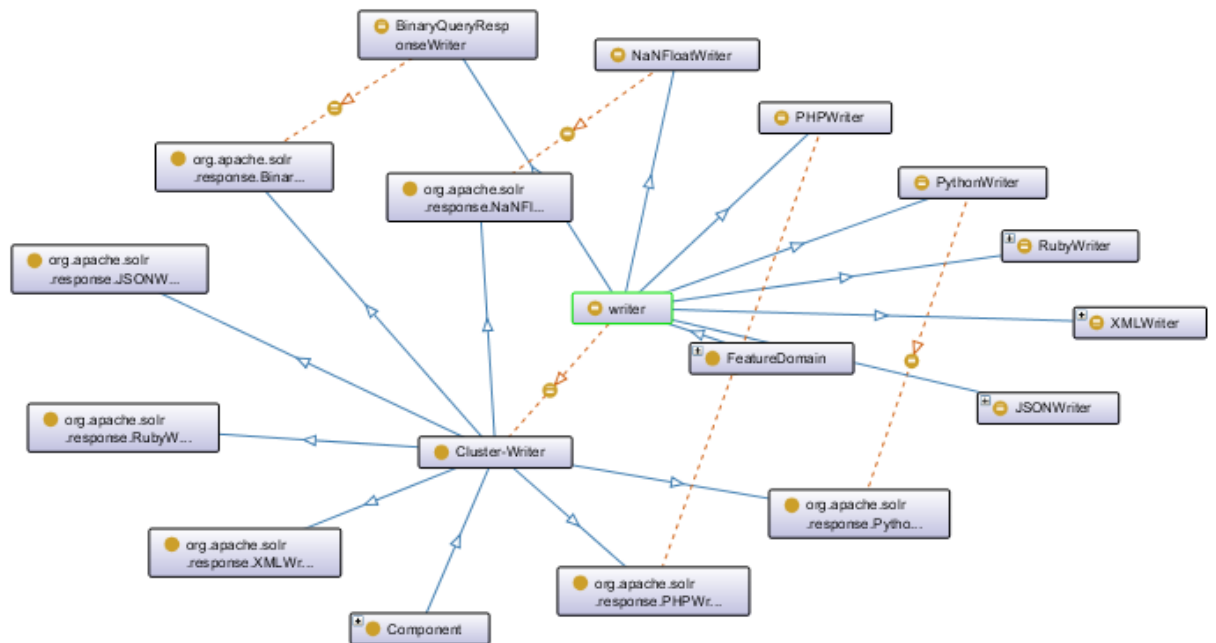 BinaryQueryResp
onseWriter
NaNFloatWriter
PHPWriter
org.apache.solr
.response.Binar...
org.apache.solr
.response.NaNFl...
PythonWriter
org.apache.solr
.response.JSONW...
RubyWriter
writer
XMLWriter
FeatureDomain
JSONWriter
org.apache.solr
.response.RubyW...
Cluster-Writer
org.apache.solr
.response.Pytho...
org.apache.solr
.response.XMLWr...
org.apache.solr
.response.PHPWr...
Component